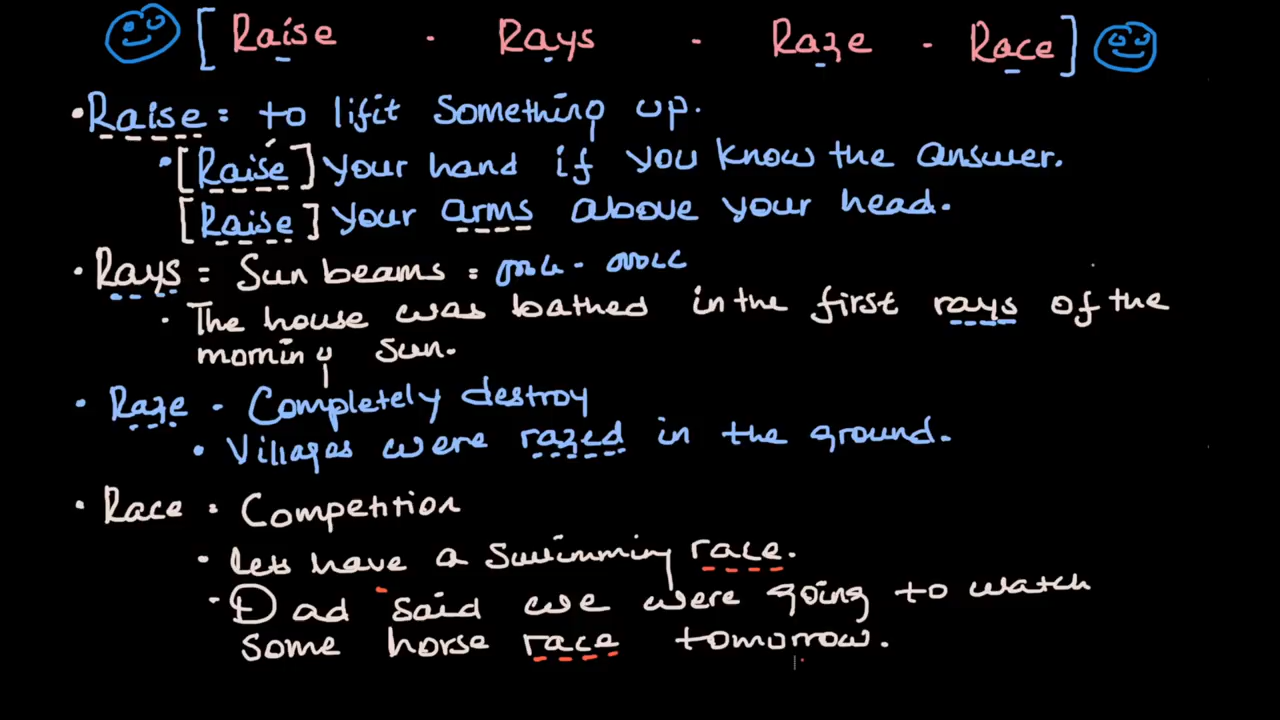 [Raise - Rays - Raze - Race]
• Raise = to lifit something up.
• [Raise] your hand if you know the answer.
[Raise] your arms above your head.
• Rays = Sun beams =
• The house was bathed in the first rays of the
morning sun.
• Raze - Completely destroy
• Villages were razed in the ground.
• Race = Competition
• Lets have a swimming race.
• Dad said we were going to watch
some horse race tomorrow.